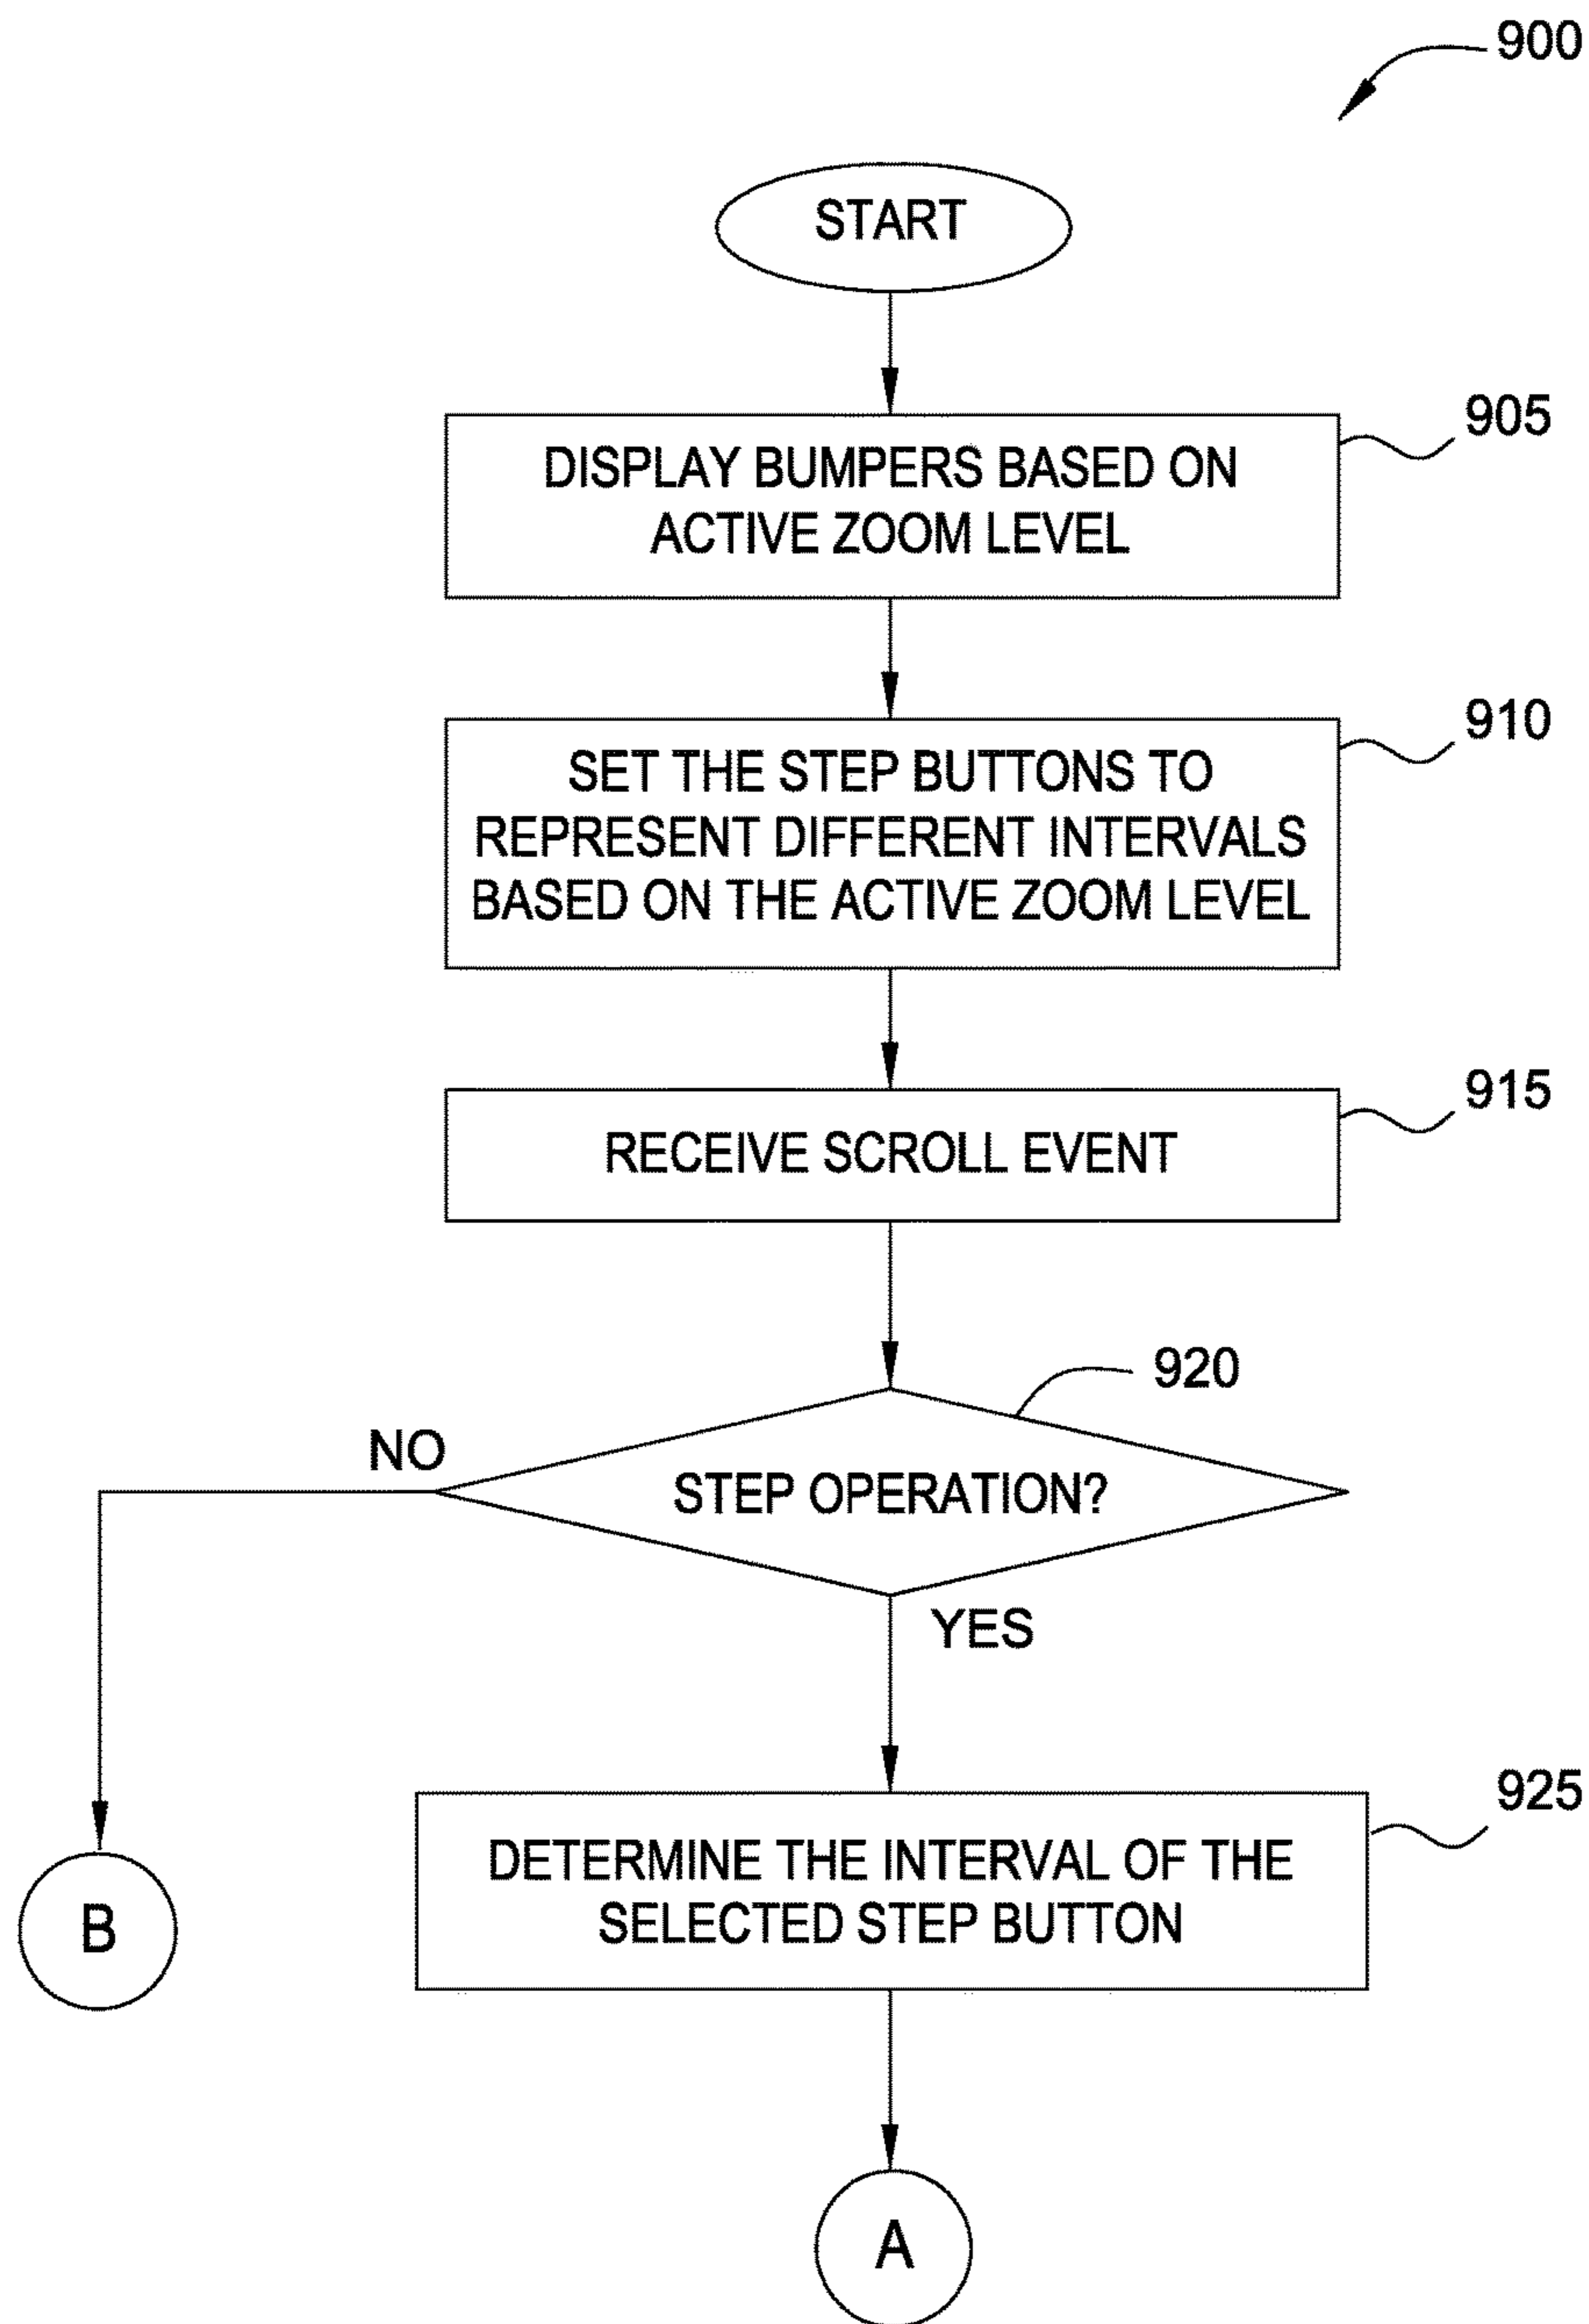 900
START
905
DISPLAY BUMPERS BASED ON
ACTIVE ZOOM LEVEL
910
SET THE STEP BUTTONS TO
REPRESENT DIFFERENT INTERVALS
BASED ON THE ACTIVE ZOOM LEVEL
915
RECEIVE SCROLL EVENT
920
NO
STEP OPERATION?
YES
925
DETERMINE THE INTERVAL OF THE
SELECTED STEP BUTTON
B
A